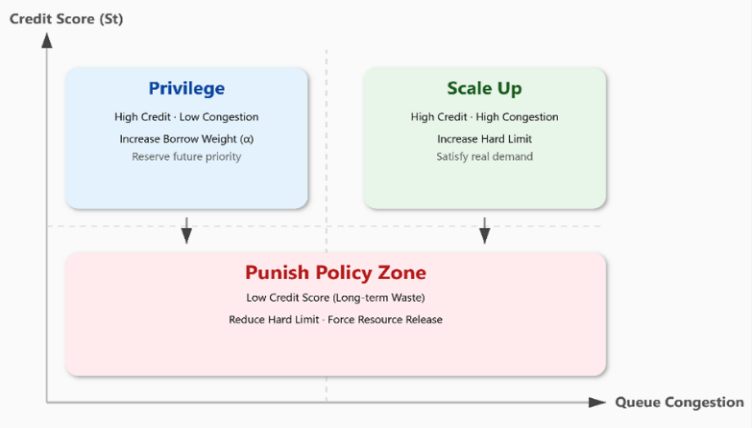 Credit Score (St)
Privilege
High Credit · Low Congestion
Increase Borrow Weight (α)
Reserve future priority
Scale Up
High Credit · High Congestion
Increase Hard Limit
Satisfy real demand
Punish Policy Zone
Low Credit Score (Long-term Waste)
Reduce Hard Limit · Force Resource Release
Queue Congestion